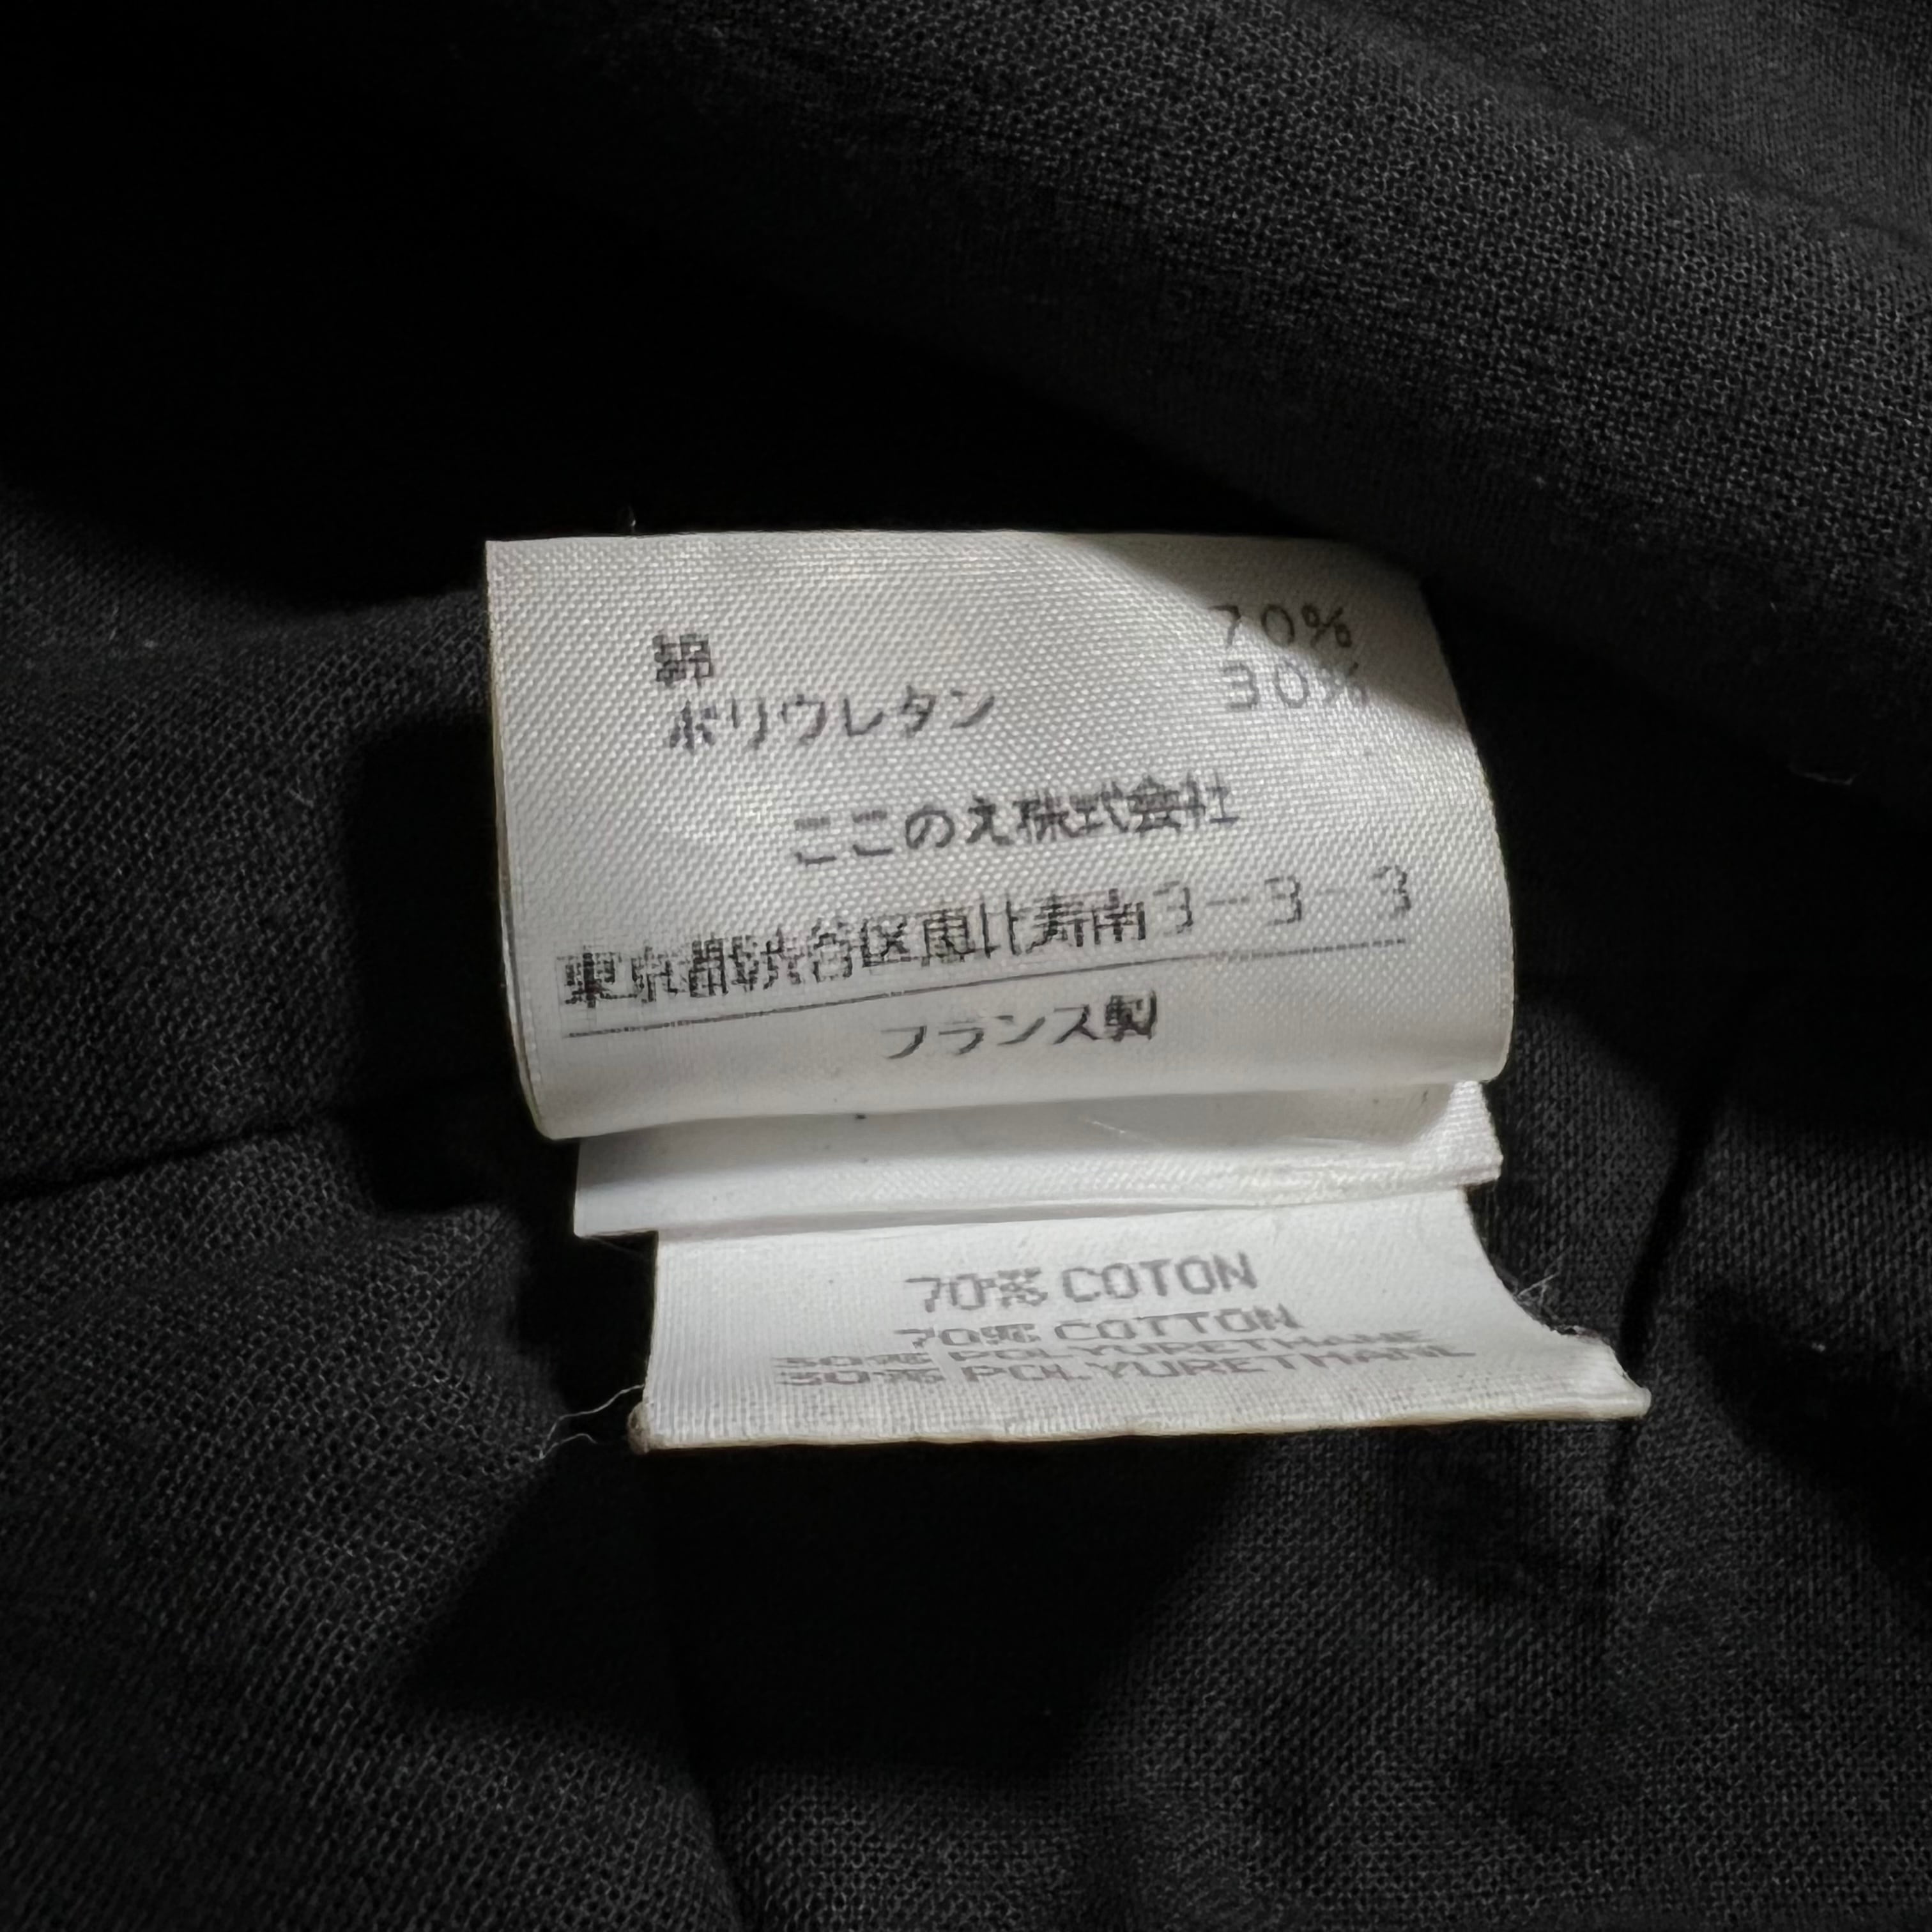 綿 70%
ポリウレタン 30%
ここのえ株式会社
東京都渋谷区恵比寿南3-3-3
フランス製
70% COTON
70% COTTON
30% POLYURETHANE
30% POLYURETHANE